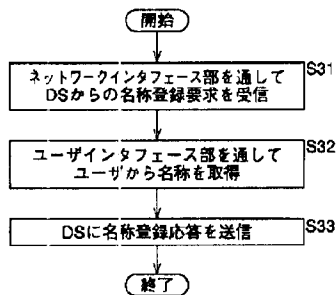 開始
ネットワークインタフェース部を通して
DSからの名称登録要求を受信
S31
ユーザインタフェース部を通して
ユーザから名称を取得
S32
DSに名称登録応答を送信
S33
終了